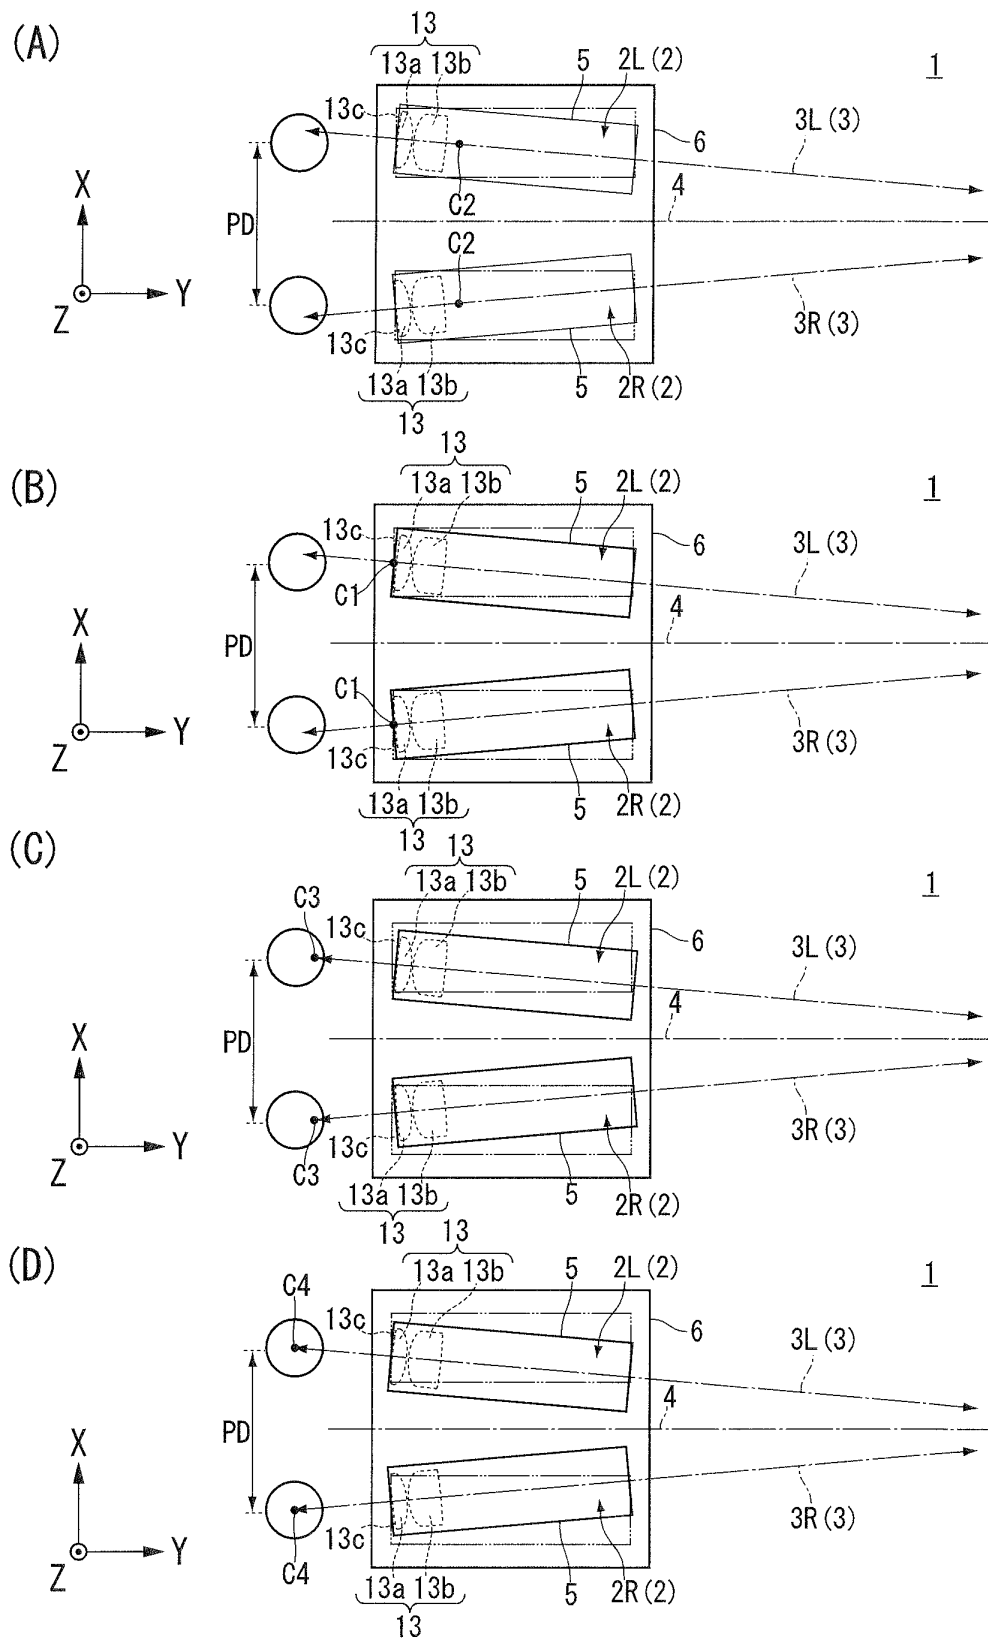 (A)
13
13a 13b
5 2L(2)
1
13c
6
3L(3)
X
C2
4
PD
C2
Z Y
3R(3)
13c
13a 13b
5 2R(2)
13
(B)
13
13a 13b
5 2L(2)
1
13c
6
3L(3)
C1
4
X
PD
C1
Z Y
3R(3)
13c
13a 13b
5 2R(2)
13
(C)
13
13a 13b
5 2L(2)
1
C3
13c
6
3L(3)
4
X
PD
Z Y
3R(3)
13c
C3
13a 13b
5 2R(2)
13
(D)
13
13a 13b
5 2L(2)
1
C4
13c
6
3L(3)
4
PD
X
3R(3)
Z Y
13c
C4
13a 13b
5 2R(2)
13